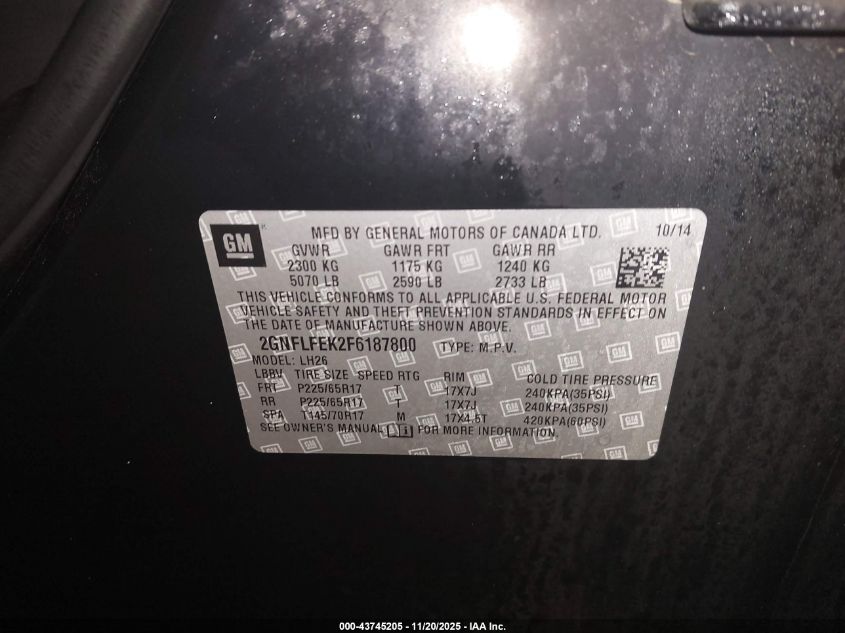 GM
MFD BY GENERAL MOTORS OF CANADA LTD. 10/14
GVWR GAWR FRT GAWR RR
2300 KG 1175 KG 1240 KG
5070 LB 2590 LB 2733 LB
THIS VEHICLE CONFORMS TO ALL APPLICABLE U.S. FEDERAL MOTOR
VEHICLE SAFETY AND THEFT PREVENTION STANDARDS IN EFFECT ON
THE DATE OF MANUFACTURE SHOWN ABOVE.
2GNFLFEK2F6187800 TYPE: M.P.V.
MODEL: LH26
LBBV TIRE SIZE SPEED RTG RIM COLD TIRE PRESSURE
FRT P225/65R17 T 17X7J 240KPA(35PSI)
RR P225/65R17 T 17X7J 240KPA(35PSI)
SPA T145/70R17 M 17X4.5T 420KPA(60PSI)
SEE OWNER'S MANUAL i FOR MORE INFORMATION.
000-43745205 - 11/20/2025 - IAA Inc.